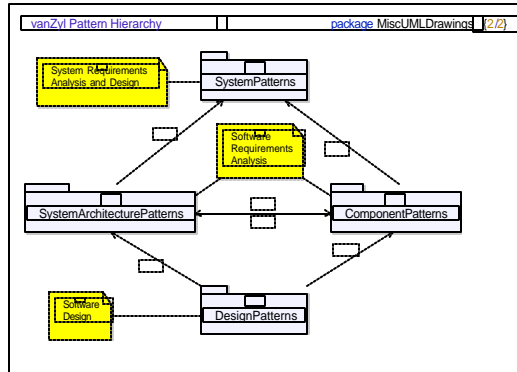 vanZyl Pattern Hierarchy
package MiscUMLDrawings {2/2}
System Requirements
Analysis and Design
SystemPatterns
Software
Requirements
Analysis
SystemArchitecturePatterns
ComponentPatterns
Software
Design
DesignPatterns